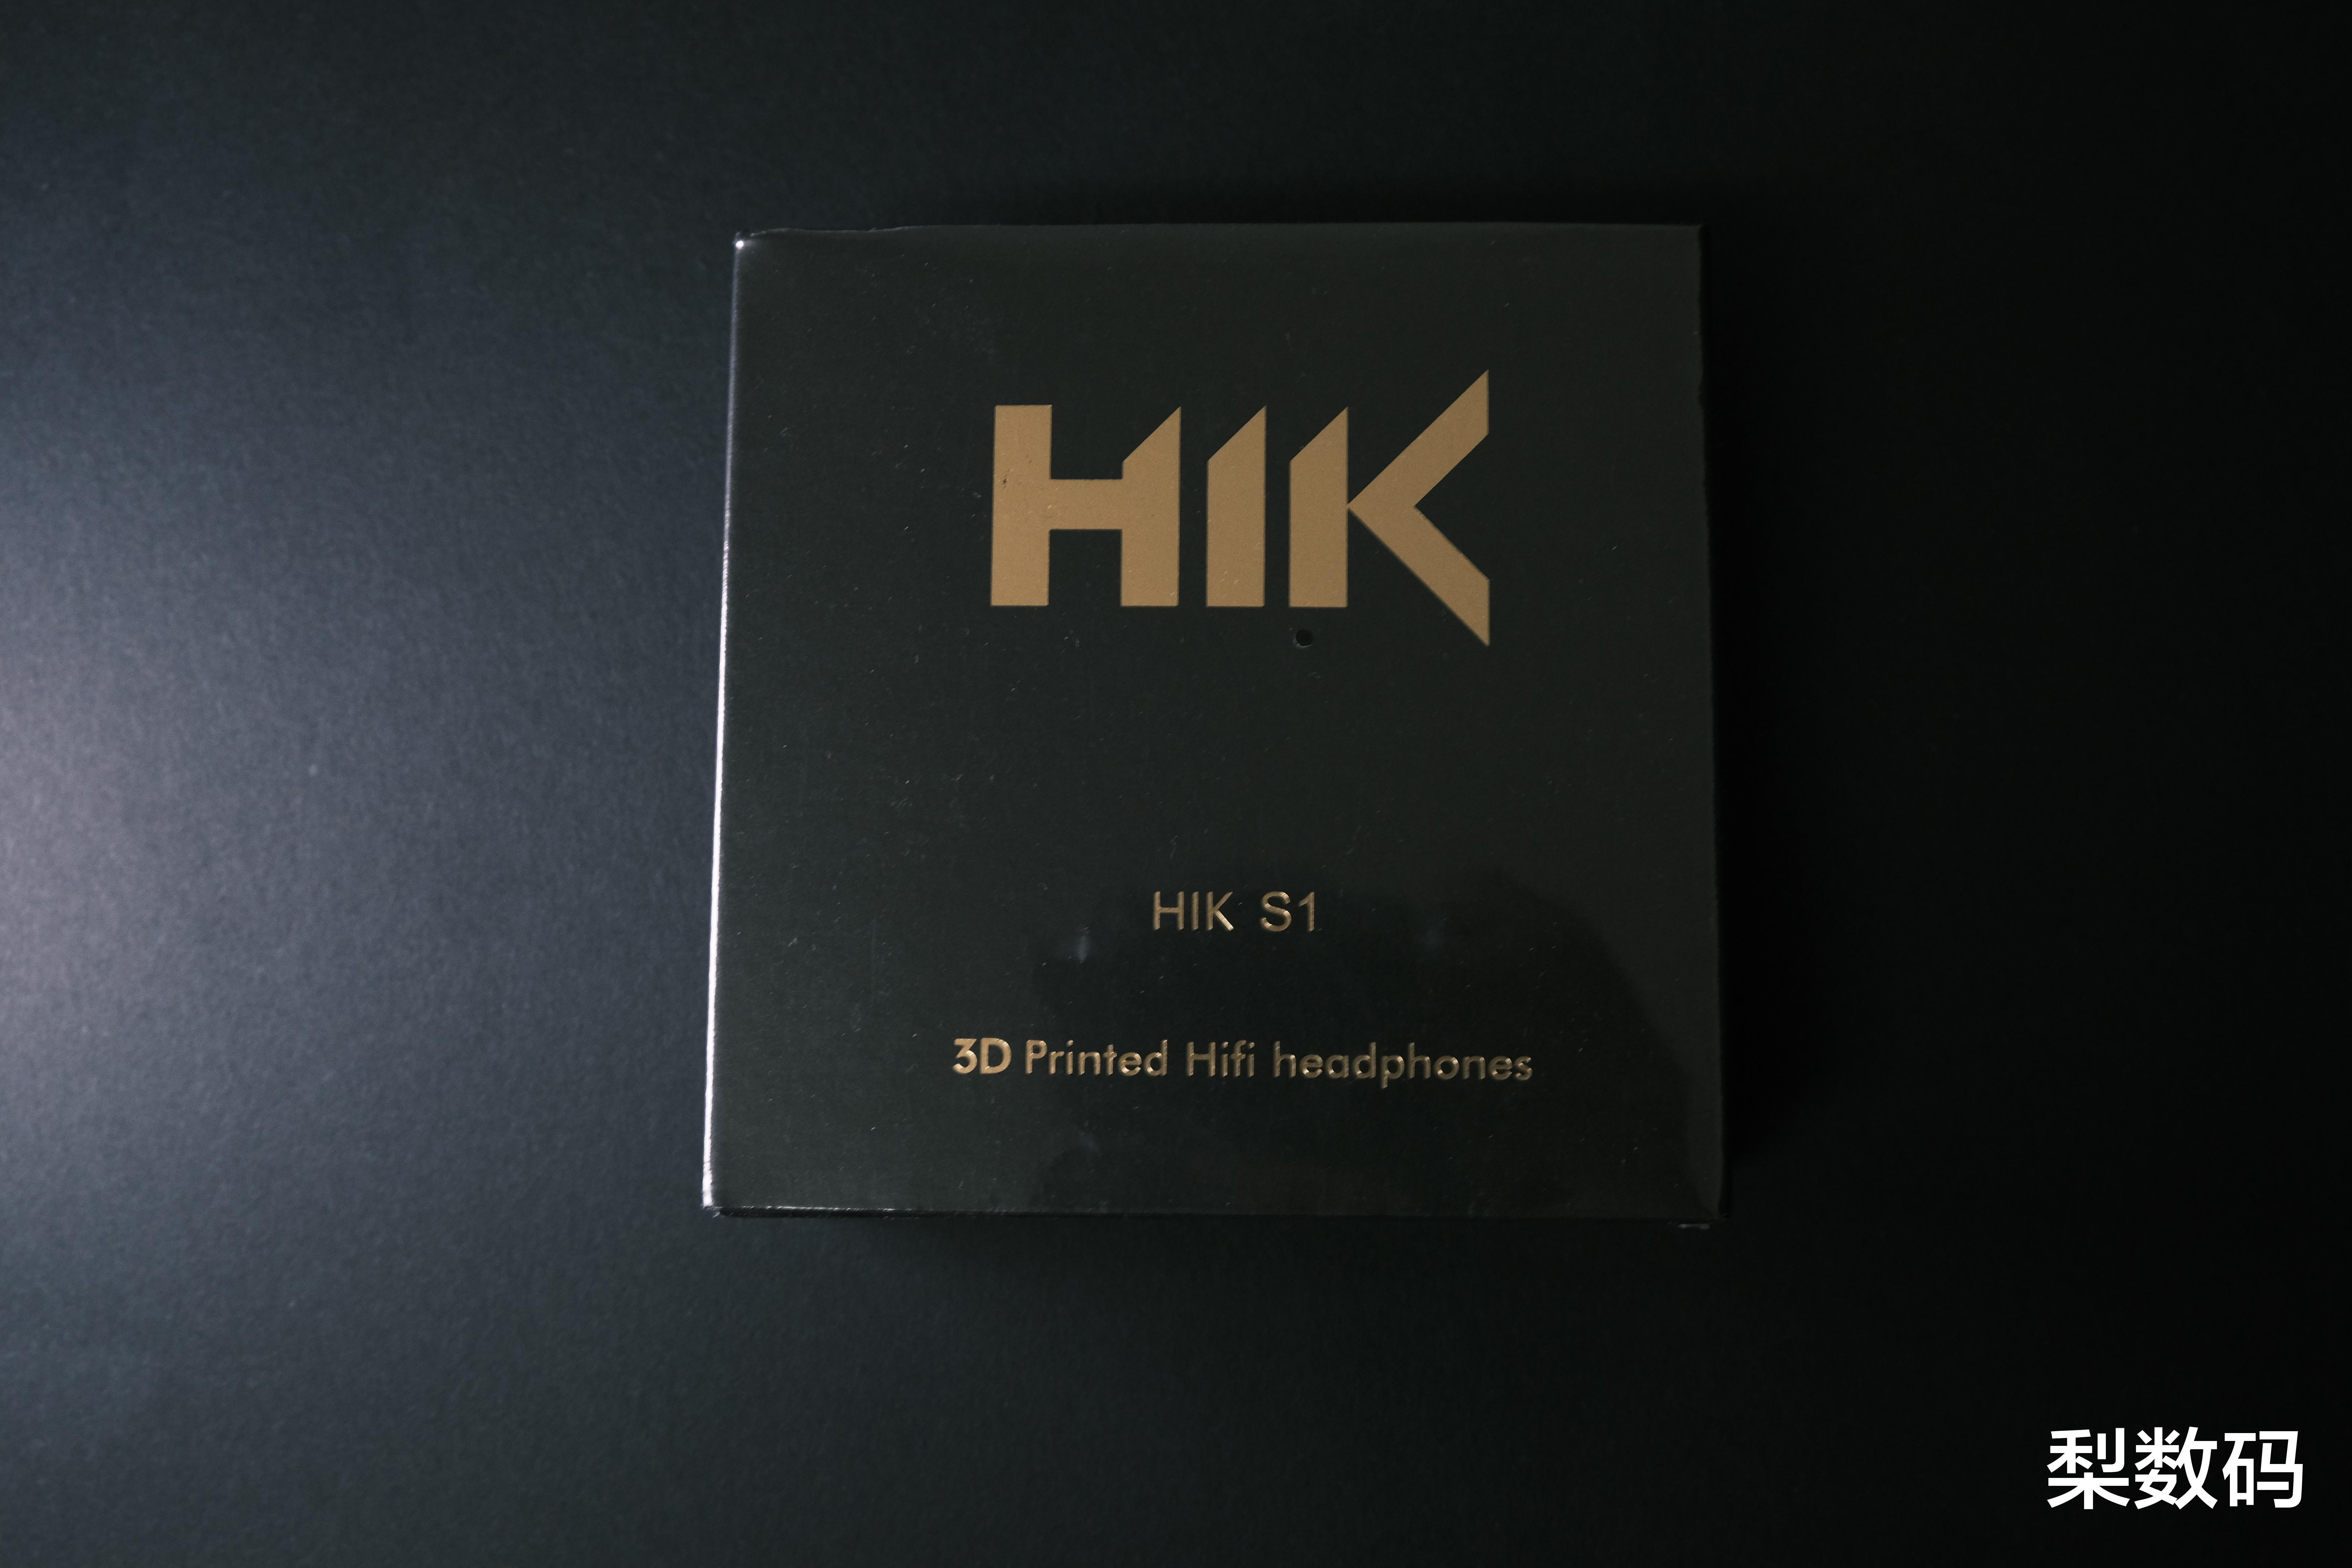 HIK
HIK S1
3D Printed Hifi headphones
梨数码